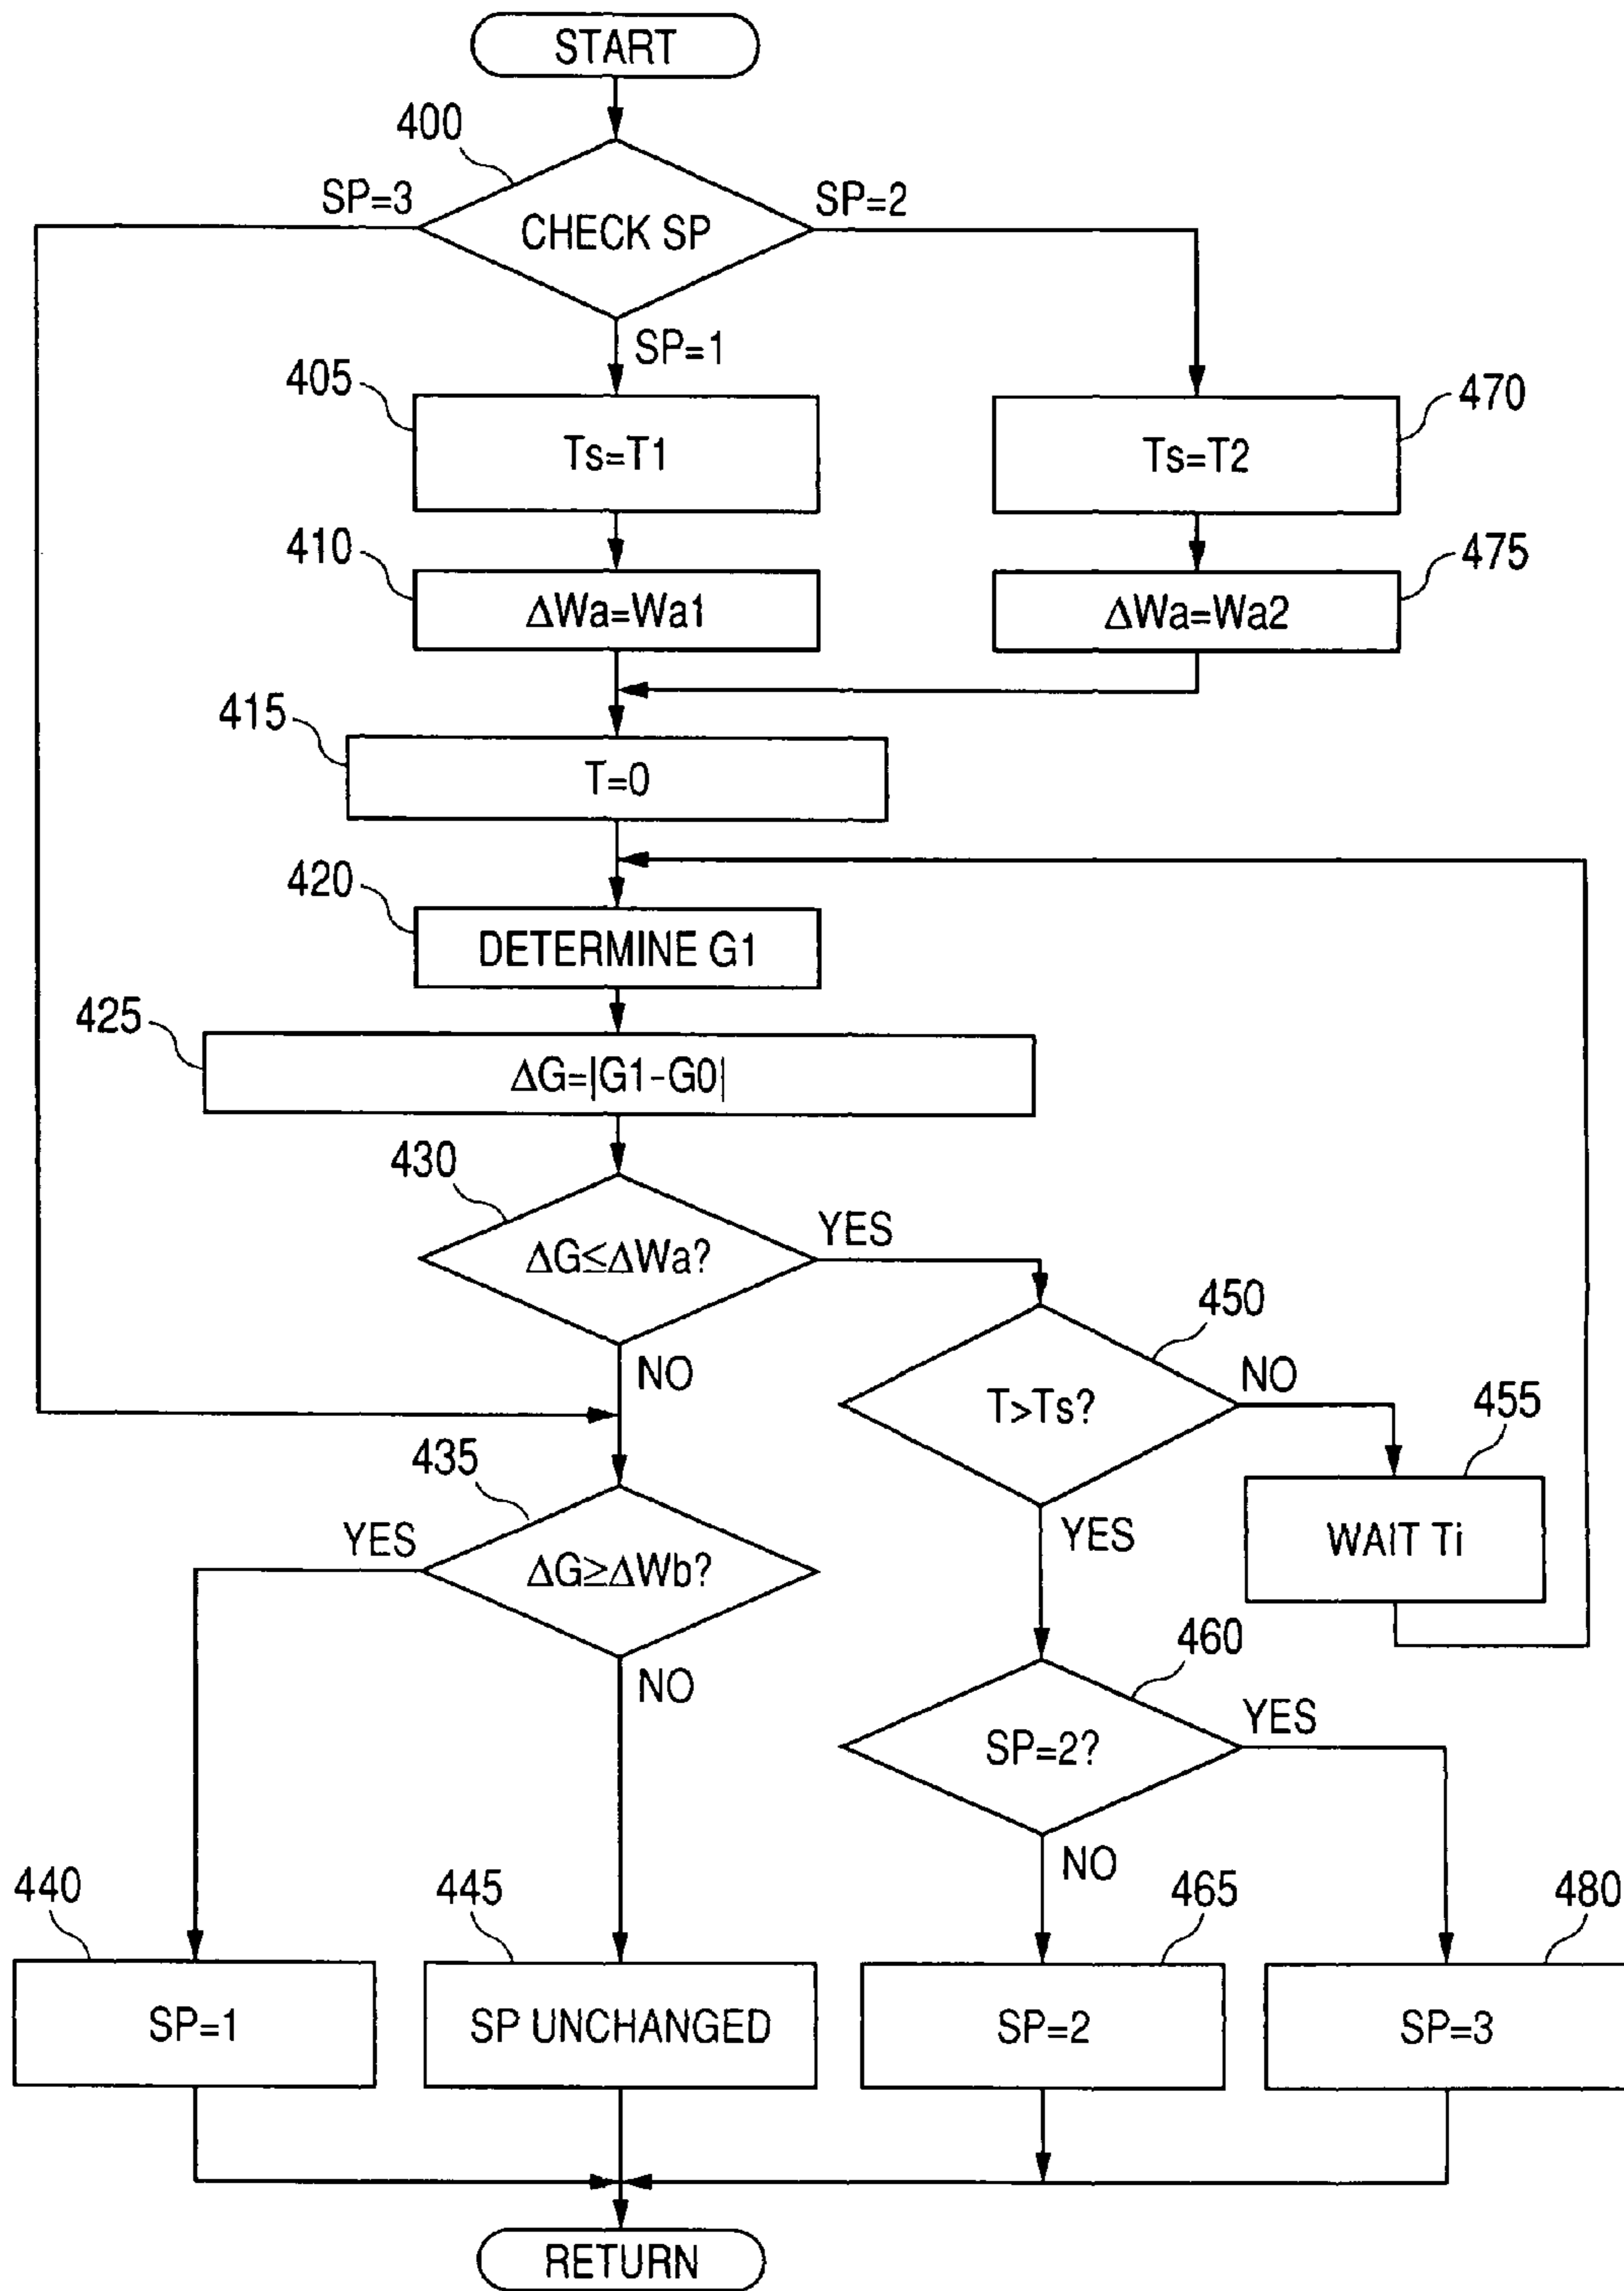 START
400
SP=3
SP=2
CHECK SP
SP=1
405
Ts=T1
470
Ts=T2
410
ΔWa=Wa1
475
ΔWa=Wa2
415
T=0
420
DETERMINE G1
425
ΔG=|G1-G0|
430
ΔG≤ΔWa?
YES
NO
450
T>Ts?
NO
YES
455
WAIT Ti
435
YES
ΔG≥ΔWb?
NO
460
SP=2?
YES
NO
440
SP=1
445
SP UNCHANGED
465
SP=2
480
SP=3
RETURN